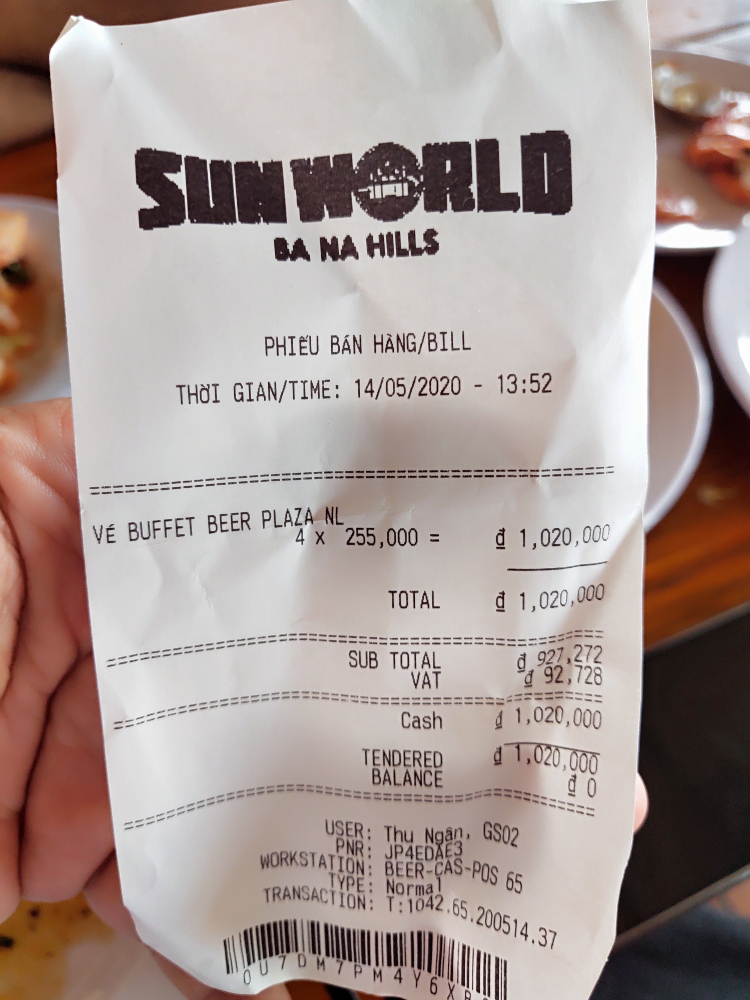 SUN WORLD
BA NA HILLS
PHIẾU BÁN HÀNG/BILL
THỜI GIAN/TIME: 14/05/2020 - 13:52
VÉ BUFFET BEER PLAZA NL
4 x 255,000 = ₫ 1,020,000
TOTAL ₫ 1,020,000
SUB TOTAL ₫ 927,272
VAT ₫ 92,728
Cash ₫ 1,020,000
TENDERED ₫ 1,020,000
BALANCE ₫ 0
USER: Thu Ngân, GS02
PNR: JP4EDAE3
WORKSTATION: BEER-CAS-POS 65
TYPE: Normal
TRANSACTION: T:1042.65.200514.37